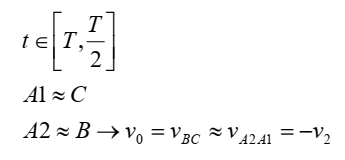 t ∈ [T, T/2]
A1 ≈ C
A2 ≈ B → v₀ = v_BC ≈ v_A2A1 = −v₂